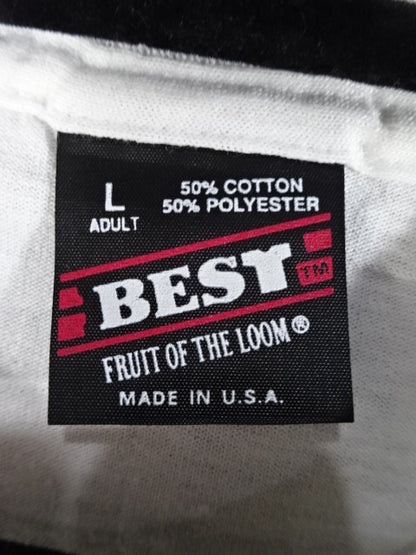 L
ADULT
50% COTTON
50% POLYESTER
BEST
TM
FRUIT OF THE LOOM®
MADE IN U.S.A.